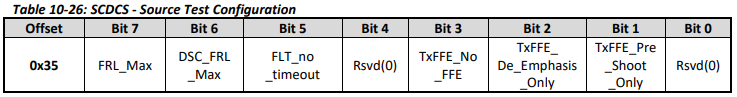 Table 10-26: SCDCS - Source Test Configuration
Offset Bit 7 Bit 6 Bit 5 Bit 4 Bit 3 Bit 2 Bit 1 Bit 0
0x35 FRL_Max DSC_FRL _Max FLT_no _timeout Rsvd(0) TxFFE_No _FFE TxFFE_ De_Emphasis _Only TxFFE_Pre _Shoot _Only Rsvd(0)